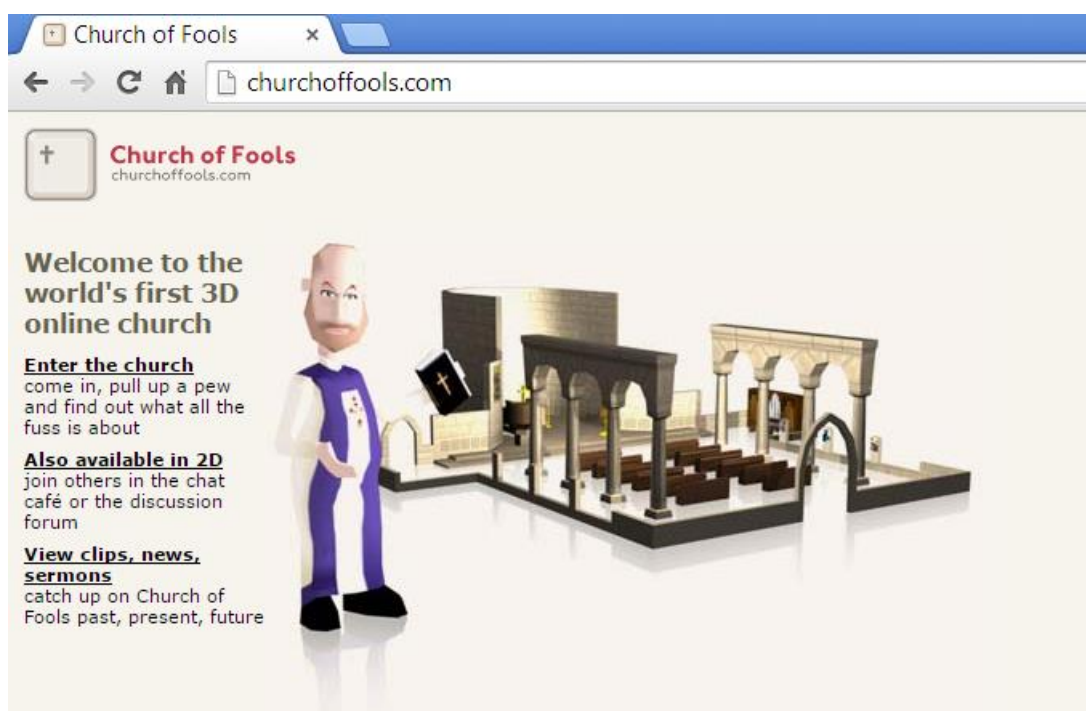 Church of Fools
churchoffools.com
Church of Fools
churchoffools.com
Welcome to the
world's first 3D
online church
Enter the church
come in, pull up a pew
and find out what all the
fuss is about
Also available in 2D
join others in the chat
café or the discussion
forum
View clips, news,
sermons
catch up on Church of
Fools past, present, future